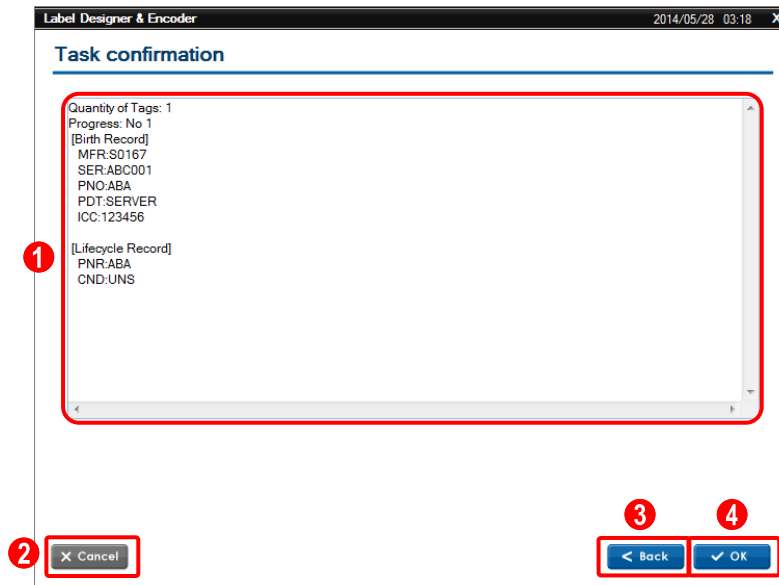 Label Designer & Encoder 2014/05/28 03:18 X
Task confirmation
Quantity of Tags: 1
Progress: No 1
[Birth Record]
MFR:S0167
SER:ABC001
PNO:ABA
PDT:SERVER
ICC:123456
[Lifecycle Record]
1
PNR:ABA
CND:UNS
3 4
2 X Cancel < Back ✓ OK